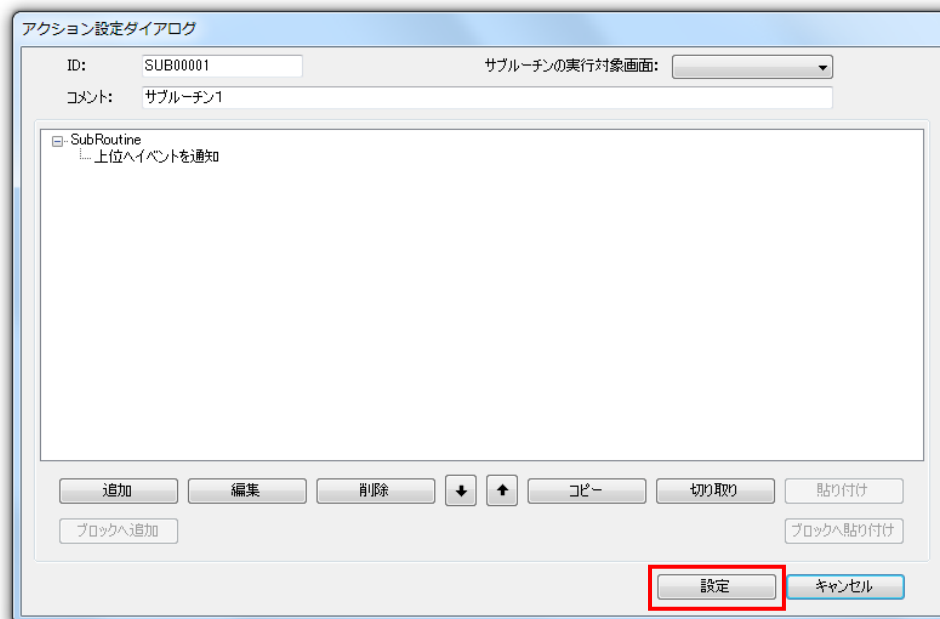 アクション設定ダイアログ
ID: SUB00001 サブルーチンの実行対象画面:
コメント: サブルーチン1
SubRoutine
上位へイベントを通知
追加 編集 削除 コピー 切り取り 貼り付け
ブロックへ追加 ブロックへ貼り付け
設定 キャンセル